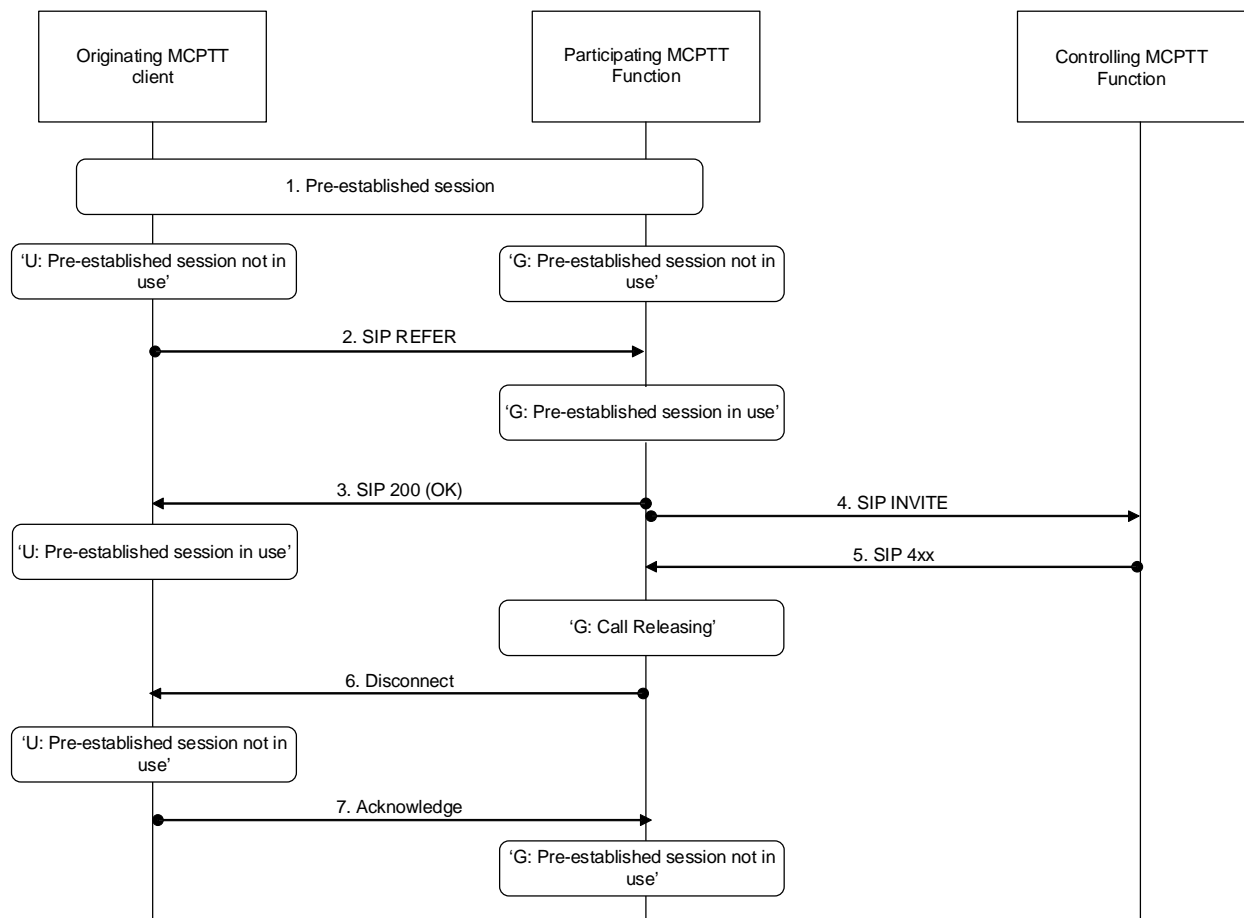 Originating MCPTT
client
Participating MCPTT
Function
Controlling MCPTT
Function
1. Pre-established session
‘U: Pre-established session not in
use’
‘G: Pre-established session not in
use’
2. SIP REFER
‘G: Pre-established session in use’
3. SIP 200 (OK)
4. SIP INVITE
‘U: Pre-established session in use’
5. SIP 4xx
‘G: Call Releasing’
6. Disconnect
‘U: Pre-established session not in
use’
7. Acknowledge
‘G: Pre-established session not in
use’